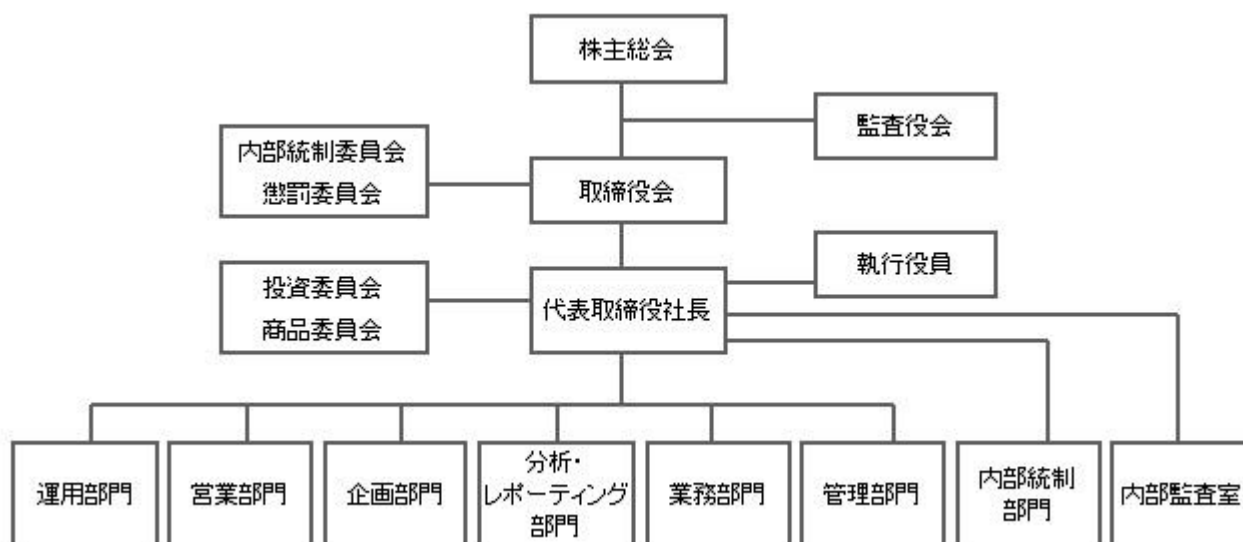 株主総会
監査役会
内部統制委員会
懲罰委員会
取締役会
執行役員
投資委員会
商品委員会
代表取締役社長
運用部門
営業部門
企画部門
分析・
レポーティング
部門
業務部門
管理部門
内部統制
部門
内部監査室